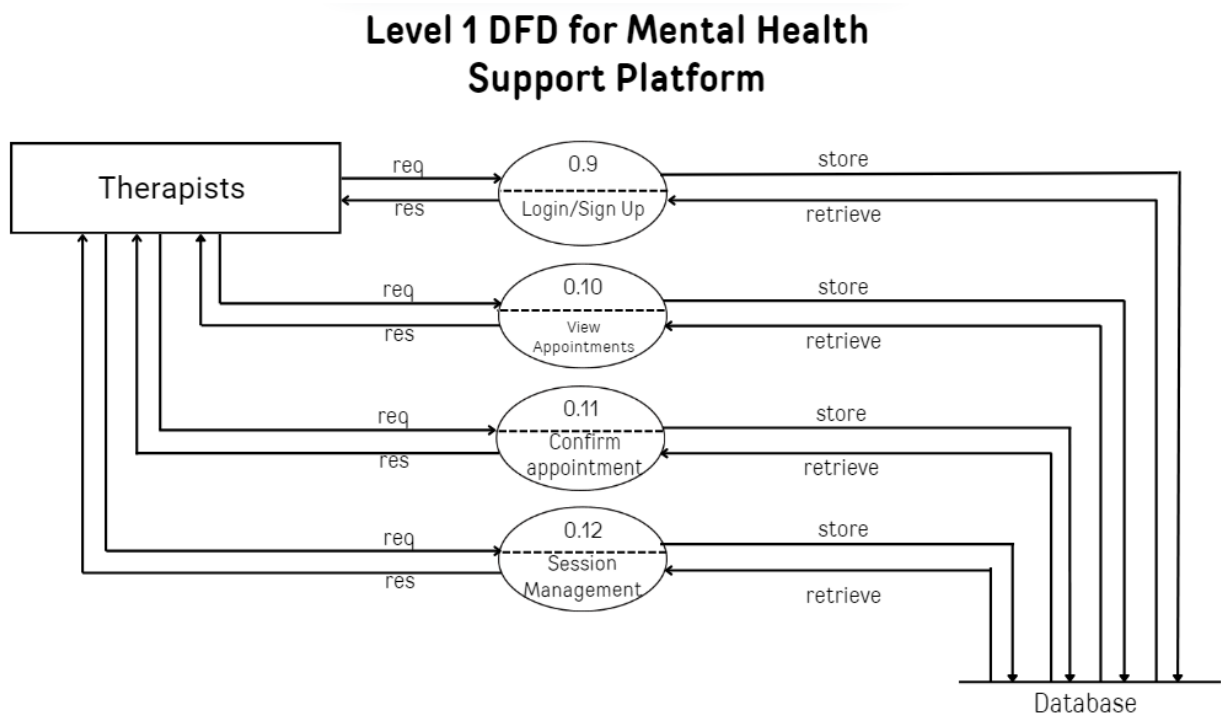 Level 1 DFD for Mental Health
Support Platform
Therapists
req
res
0.9
Login/Sign Up
store
retrieve
req
res
0.10
View
Appointments
store
retrieve
req
res
0.11
Confirm
appointment
store
retrieve
req
res
0.12
Session
Management
store
retrieve
Database